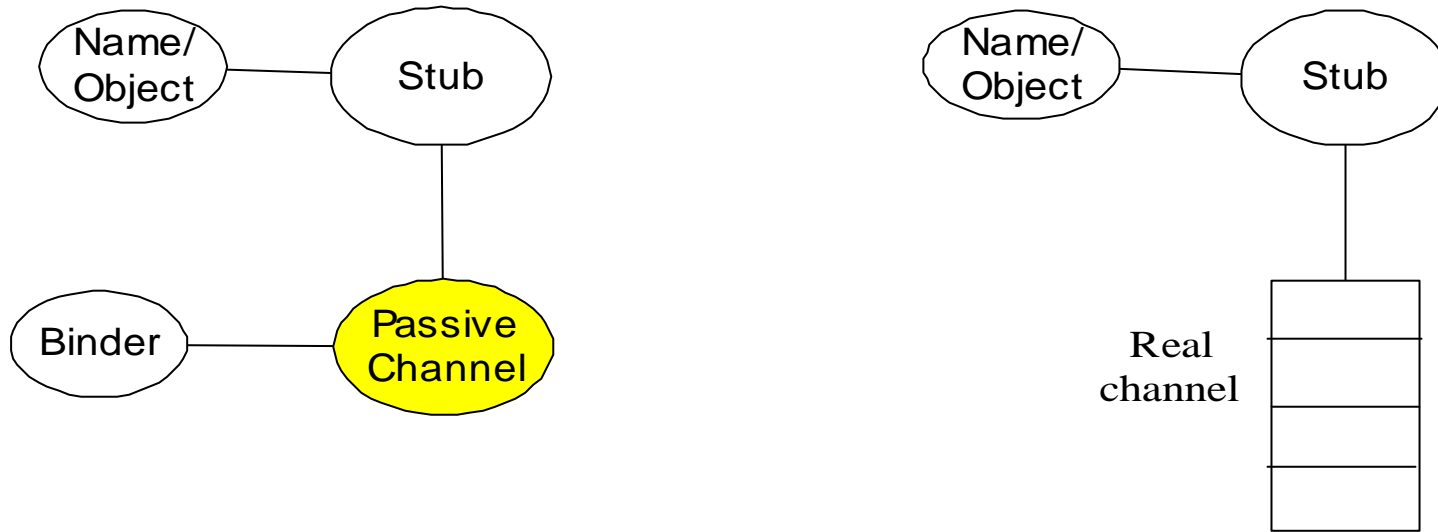 Name/
Object
Stub
Binder
Passive
Channel
Name/
Object
Stub
Real
channel